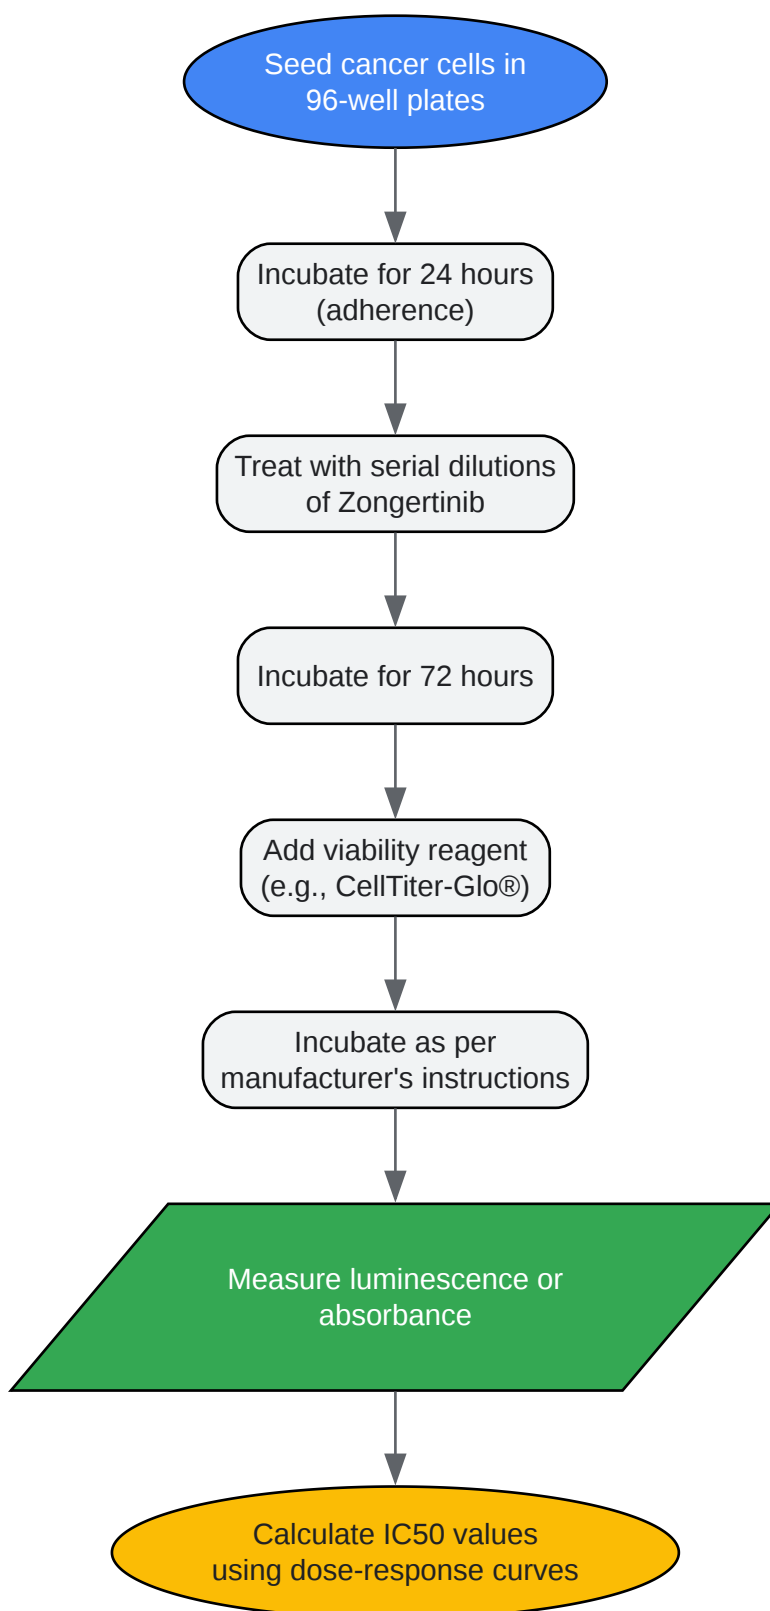 Seed cancer cells in
96-well plates
Incubate for 24 hours
(adherence)
Treat with serial dilutions
of Zongertinib
Incubate for 72 hours
Add viability reagent
(e.g., CellTiter-Glo®)
Incubate as per
manufacturer's instructions
Measure luminescence or
absorbance
Calculate IC50 values
using dose-response curves